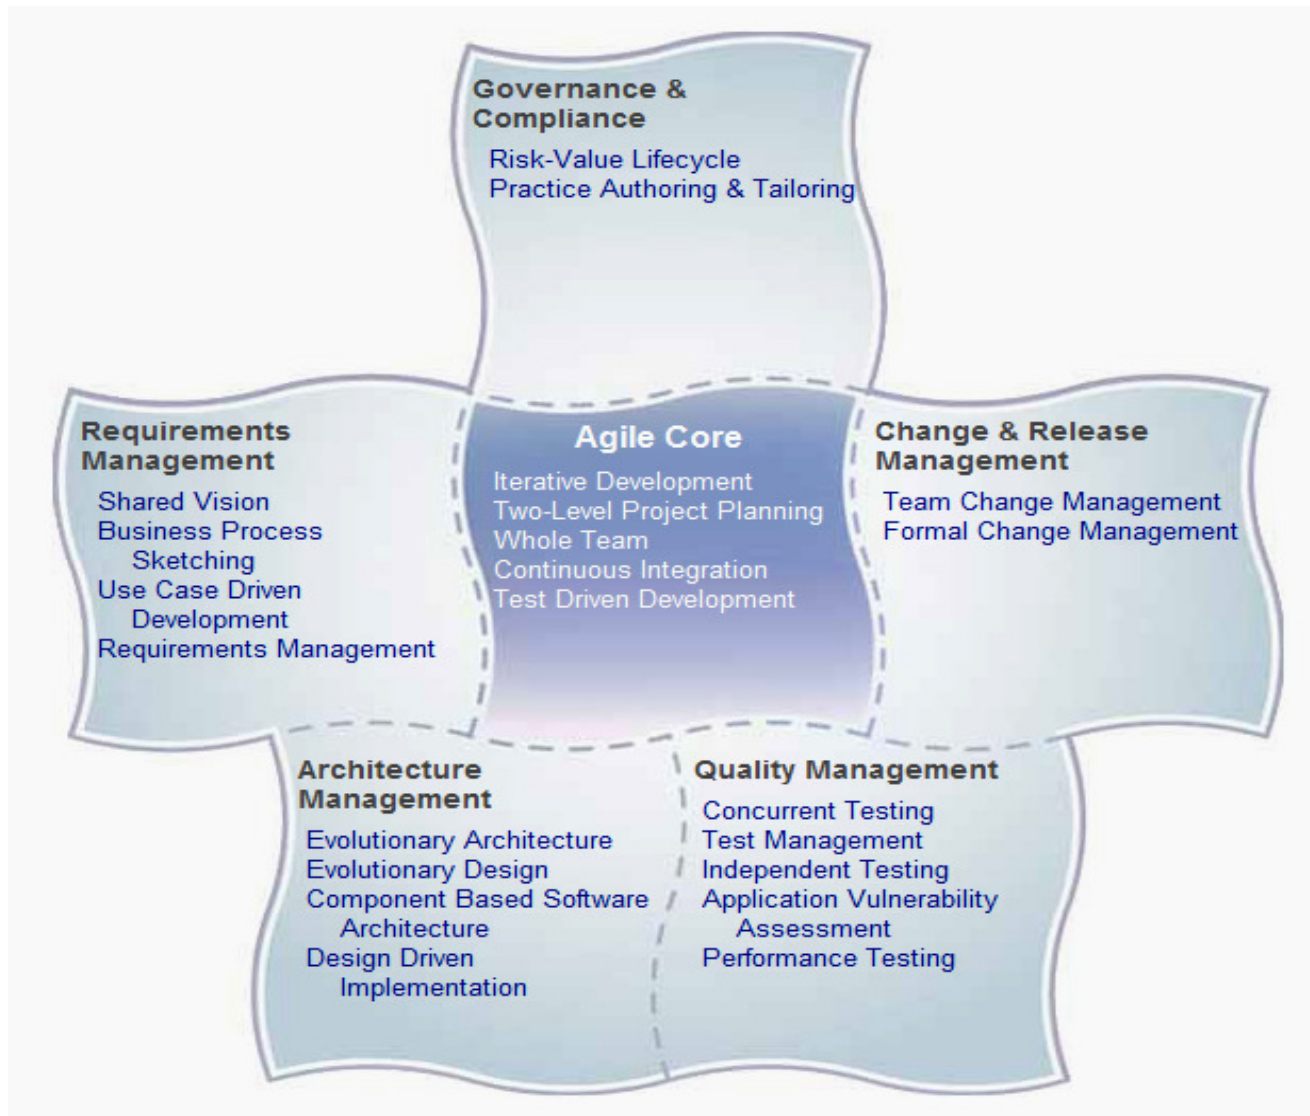 Governance &
Compliance
Risk-Value Lifecycle
Practice Authoring & Tailoring
Requirements
Management
Shared Vision
Business Process
Sketching
Use Case Driven
Development
Requirements Management
Agile Core
Iterative Development
Two-Level Project Planning
Whole Team
Continuous Integration
Test Driven Development
Change & Release
Management
Team Change Management
Formal Change Management
Architecture
Management
Evolutionary Architecture
Evolutionary Design
Component Based Software
Architecture
Design Driven
Implementation
Quality Management
Concurrent Testing
Test Management
Independent Testing
Application Vulnerability
Assessment
Performance Testing